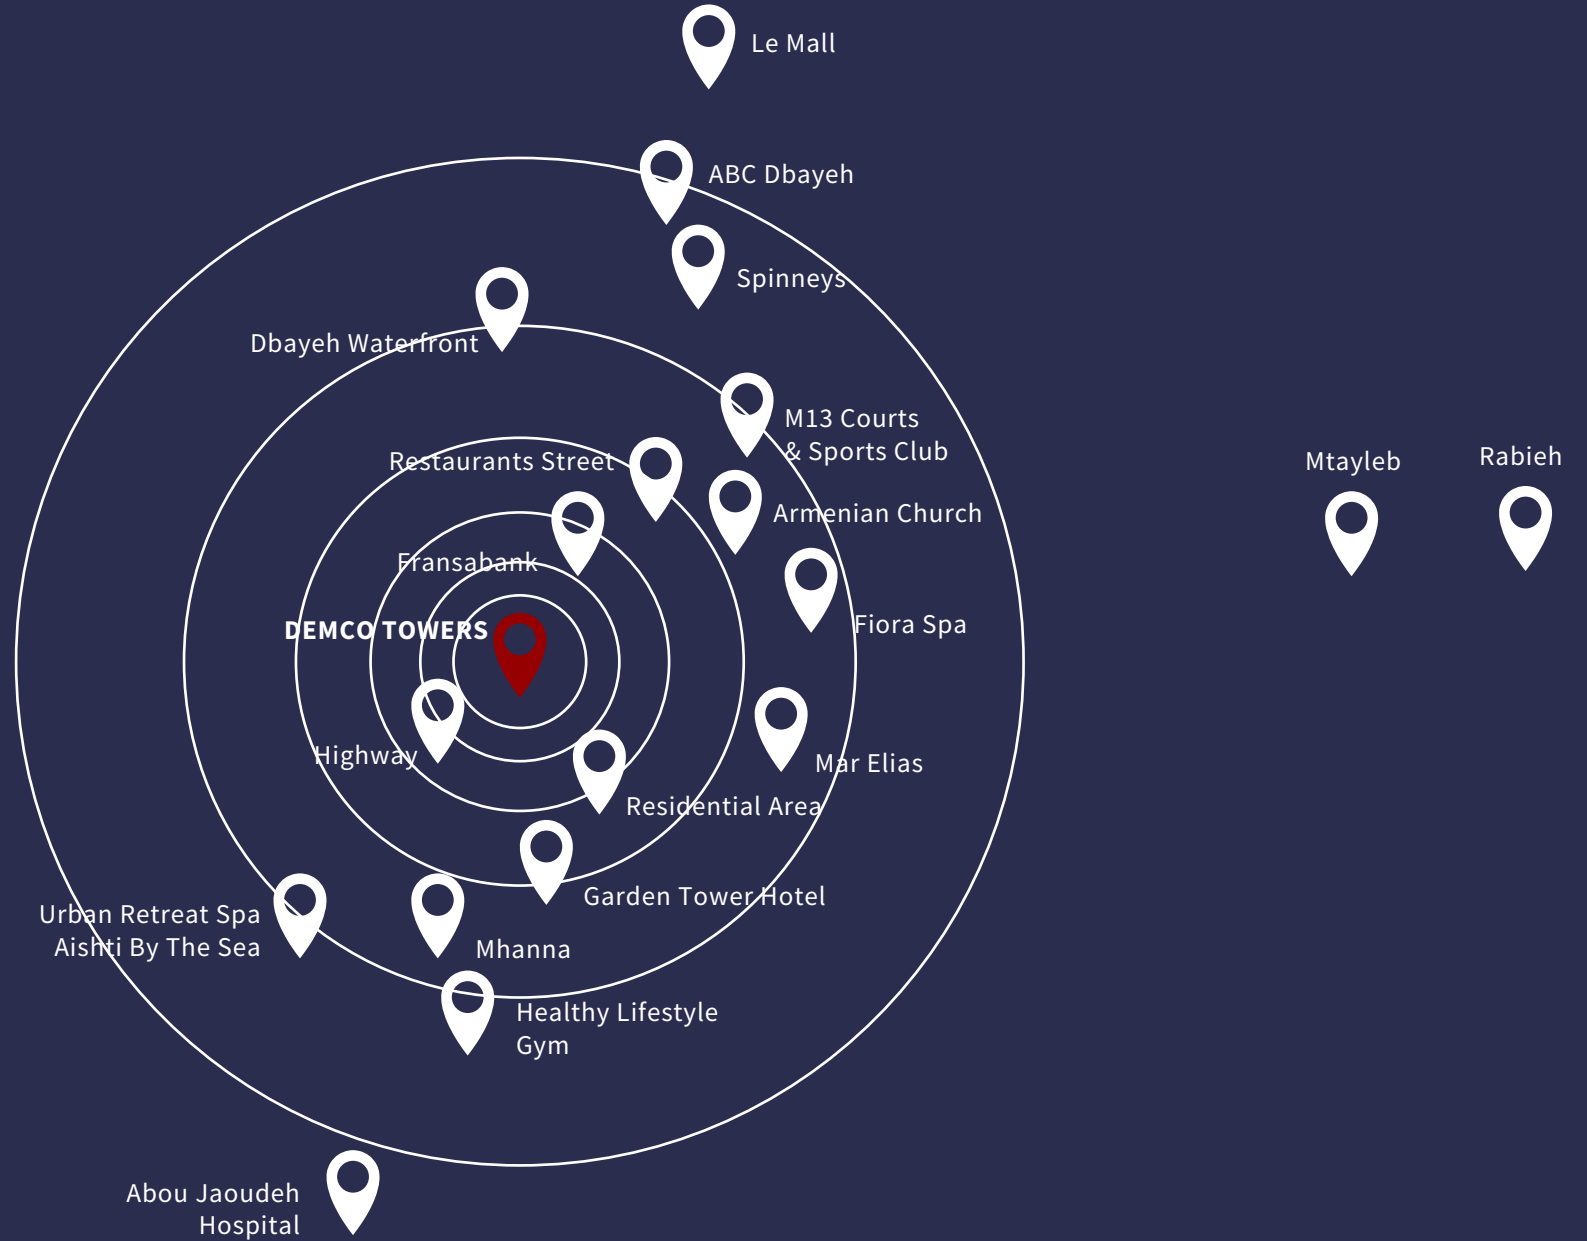 Le Mall
ABC Dbayeh
Spinneys
Dbayeh Waterfront
M13 Courts
& Sports Club
Restaurants Street
Mtayleb
Rabieh
Armenian Church
Fransabank
Fiora Spa
DEMCO TOWERS
Highway
Mar Elias
Residential Area
Garden Tower Hotel
Urban Retreat Spa
Aishti By The Sea
Mhanna
Healthy Lifestyle
Gym
Abou Jaoudeh
Hospital